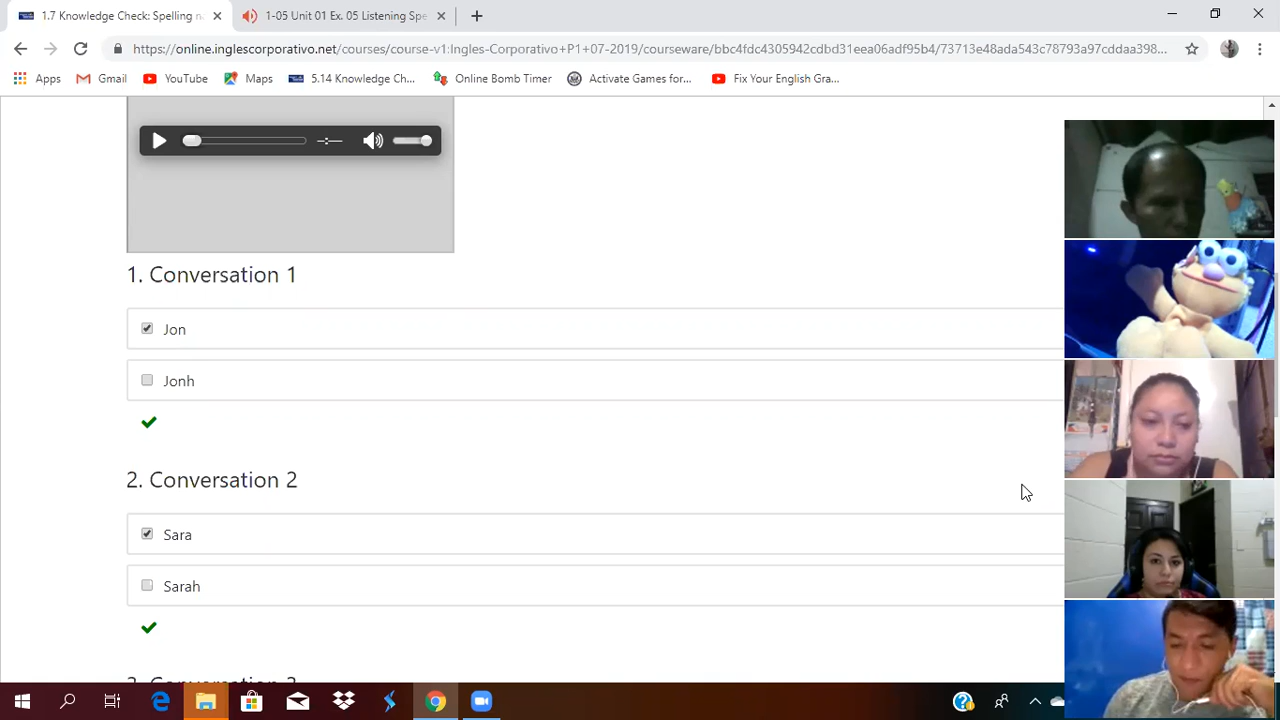 1.7 Knowledge Check: Spelling na
1-05 Unit 01 Ex. 05 Listening Spe
https://online.inglescorporativo.net/courses/course-v1:Ingles-Corporativo+P1+07-2019/courseware/bbc4fdc4305942cdbd31eea06adf95b4/73713e48ada543c78793a97cddaa398...
Apps
Gmail
YouTube
Maps
5.14 Knowledge Ch...
Online Bomb Timer
Activate Games for...
Fix Your English Gra...
1. Conversation 1
Jon
Jonh
2. Conversation 2
Sara
Sarah